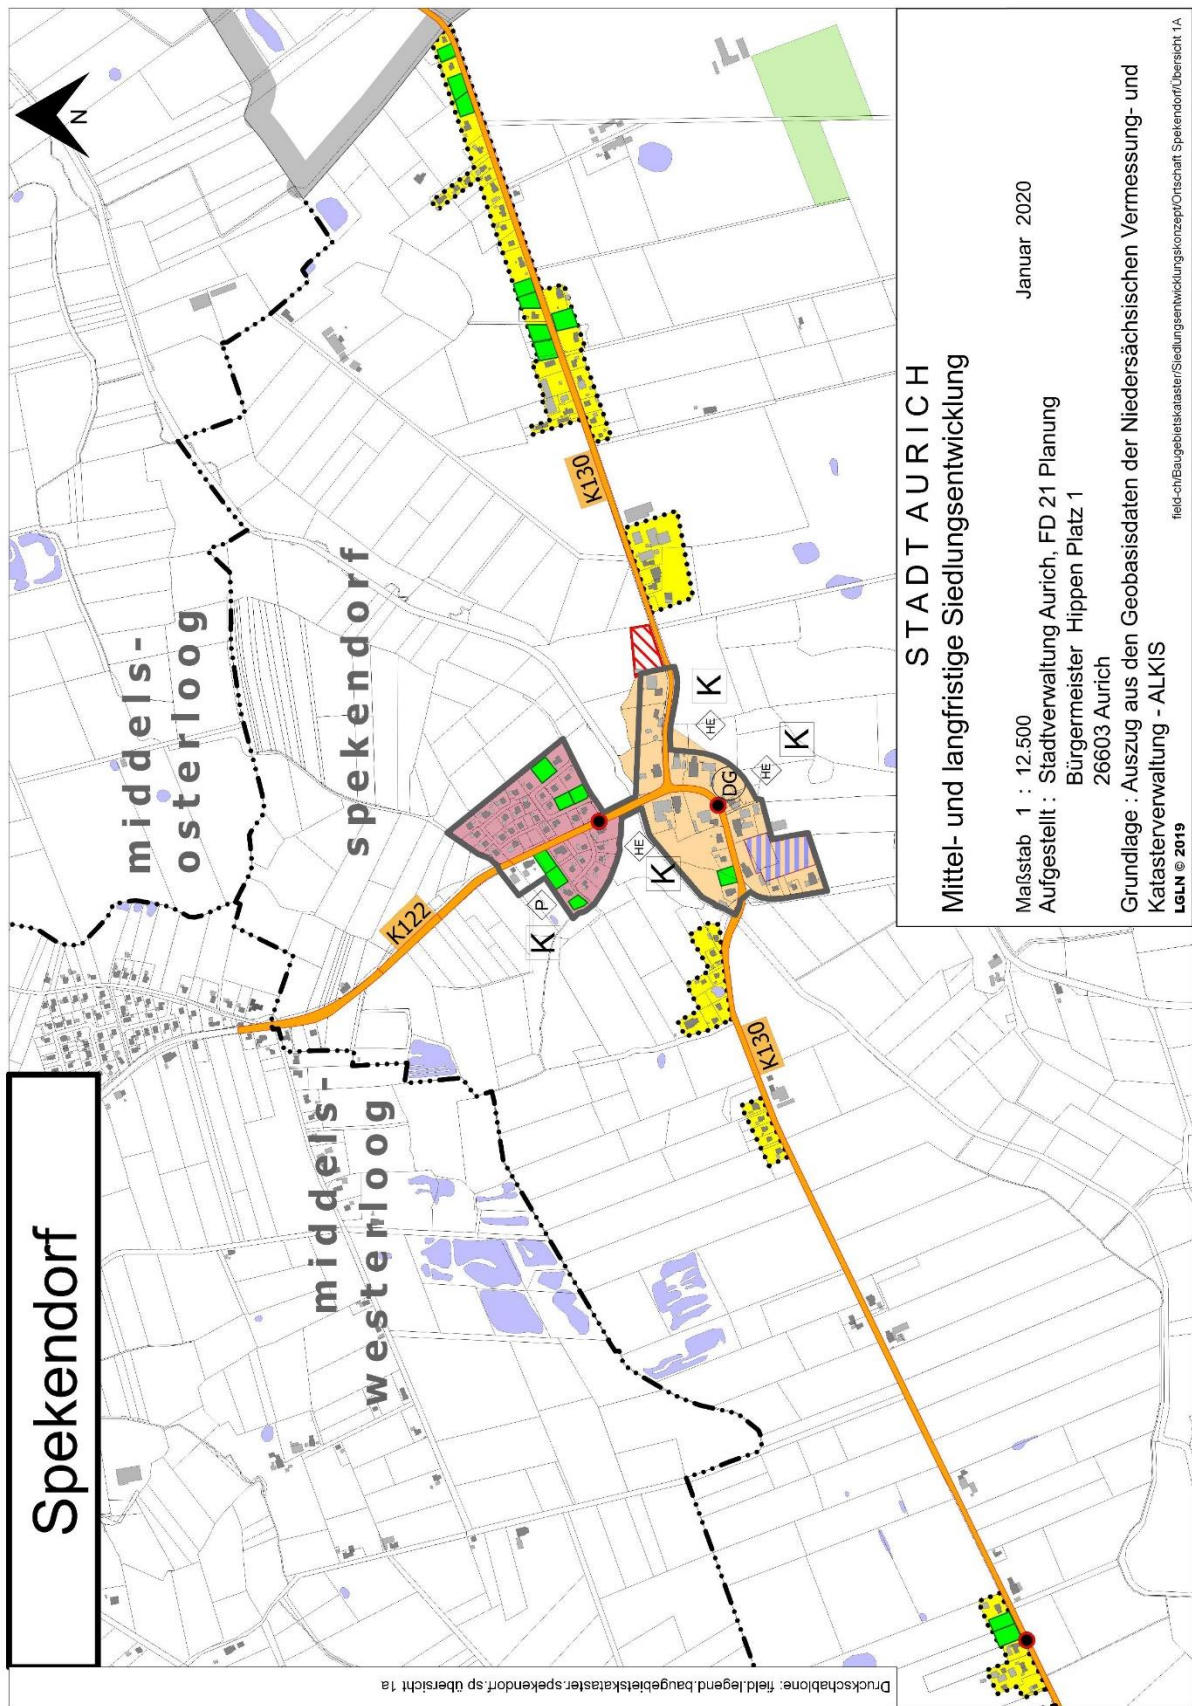 Spekendorf
N
middels-
osterloog
spekendorf
middels-
westerloog
K122
K130
K130
K
P
K
HE
K
HE
K
HE
DG
STADT AURICH
Mittel- und langfristige Siedlungsentwicklung
Maßstab 1 : 12.500 Januar 2020
Aufgestellt : Stadtverwaltung Aurich, FD 21 Planung
Bürgermeister Hippen Platz 1
26603 Aurich
Grundlage : Auszug aus den Geobasisdaten der Niedersächsischen Vermessung- und
Katasterverwaltung - ALKIS
LGLN © 2019
field-ch/Baugebietskataster/Siedlungsentwicklungskonzept/Ortschaft Spekendorf/Übersicht 1A
Druckschablone: field.legend.baugebietskataster.spekendorf.sp übersicht 1a